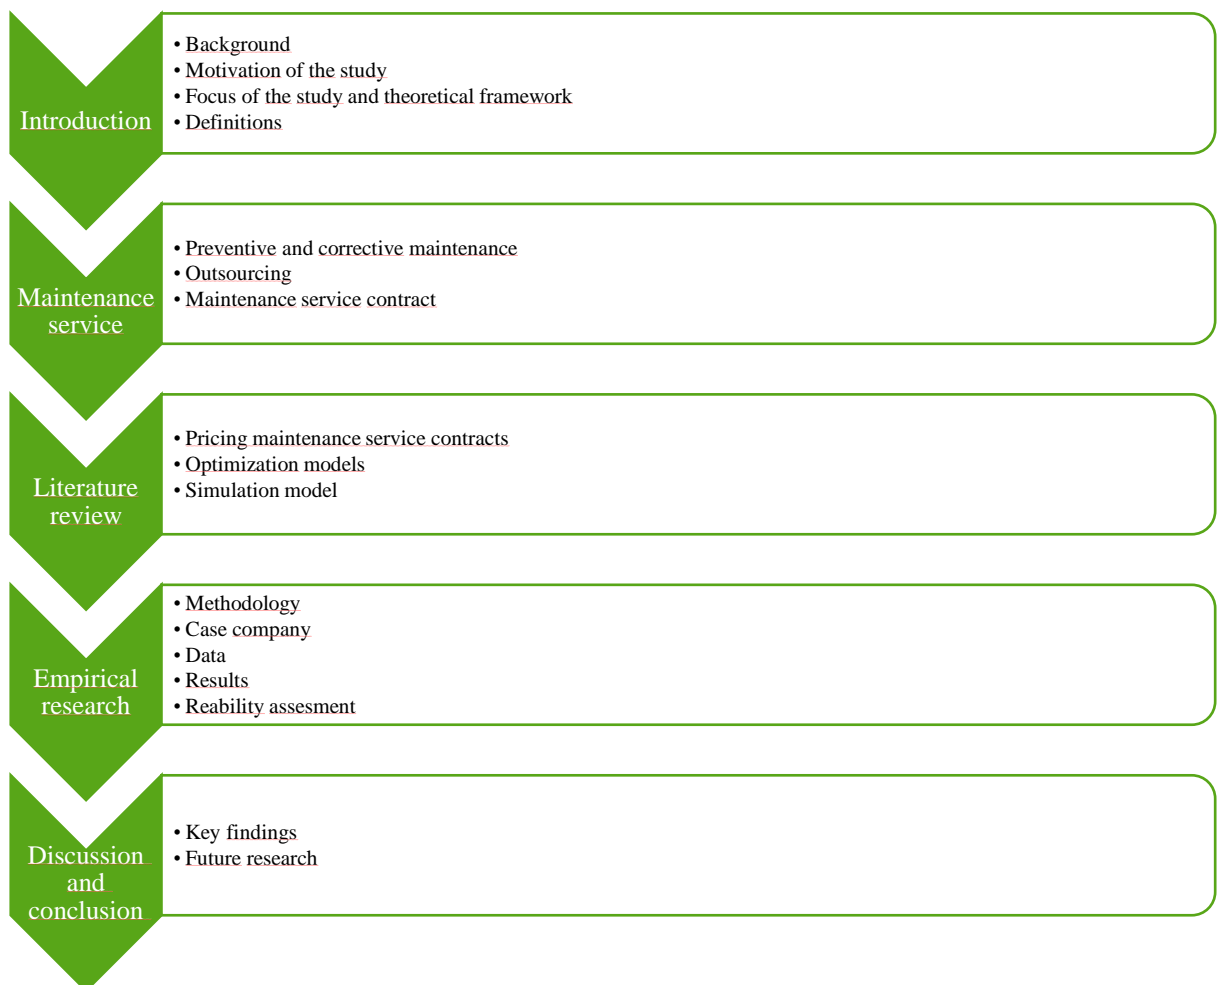 Introduction
• Background
• Motivation of the study
• Focus of the study and theoretical framework
• Definitions
Maintenance
service
• Preventive and corrective maintenance
• Outsourcing
• Maintenance service contract
Literature
review
• Pricing maintenance service contracts
• Optimization models
• Simulation model
Empirical
research
• Methodology
• Case company
• Data
• Results
• Reability assesment
Discussion
and
conclusion
• Key findings
• Future research